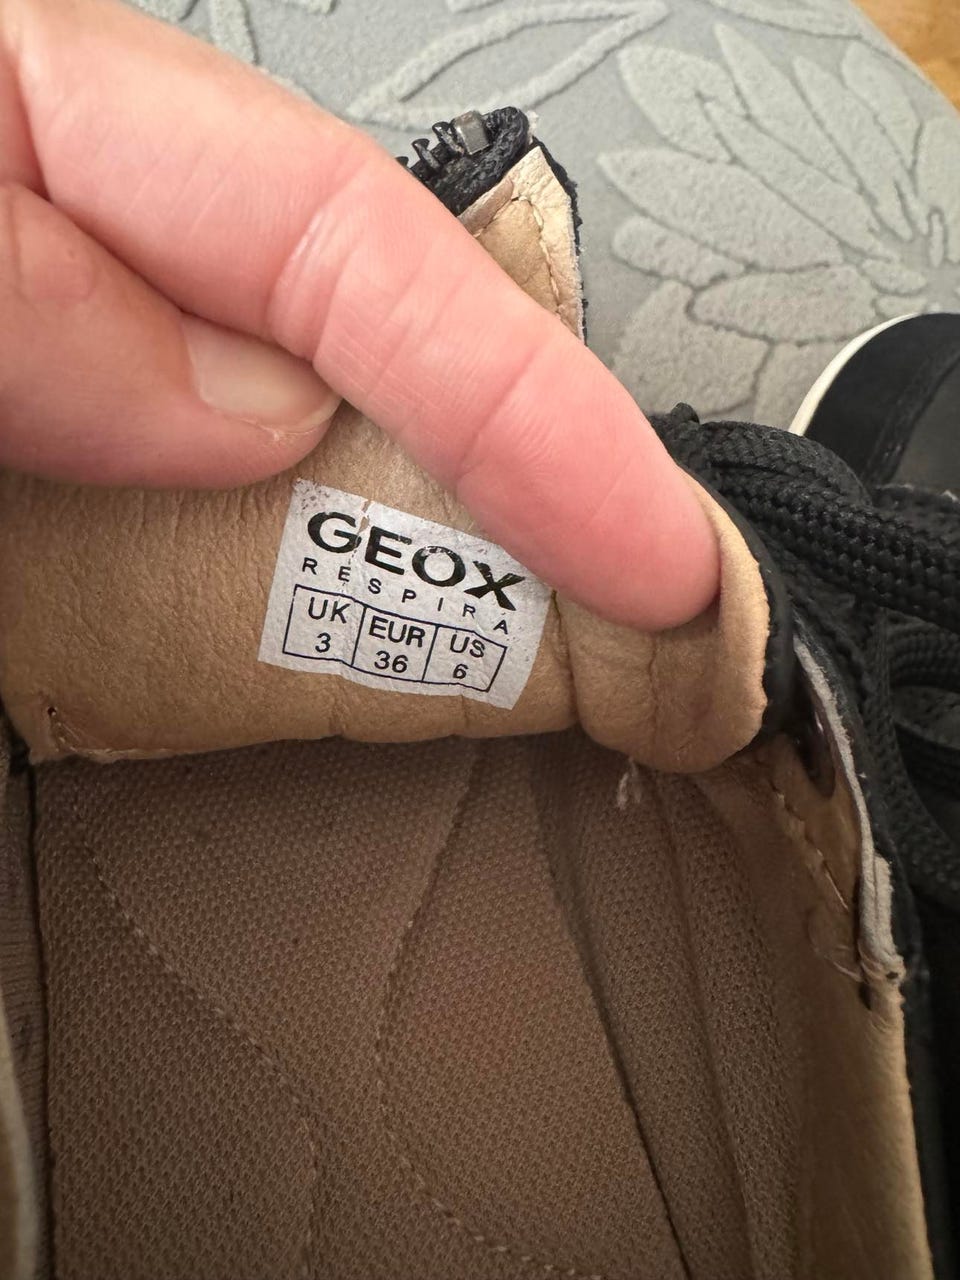 GEOX
RESPIRA
UK EUR US
3 36 6